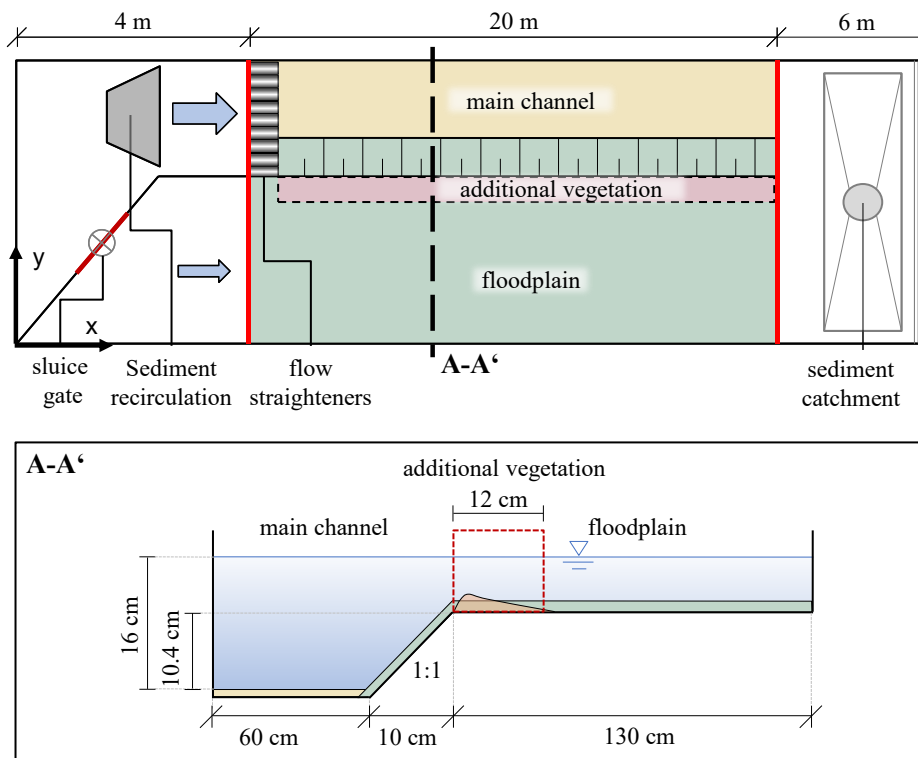 4 m
20 m
6 m
main channel
additional vegetation
floodplain
y
x
A-A‘
sluice
gate
Sediment
recirculation
flow
straighteners
sediment
catchment
A-A‘
additional vegetation
12 cm
main channel
floodplain
16 cm
10.4 cm
1:1
60 cm
10 cm
130 cm